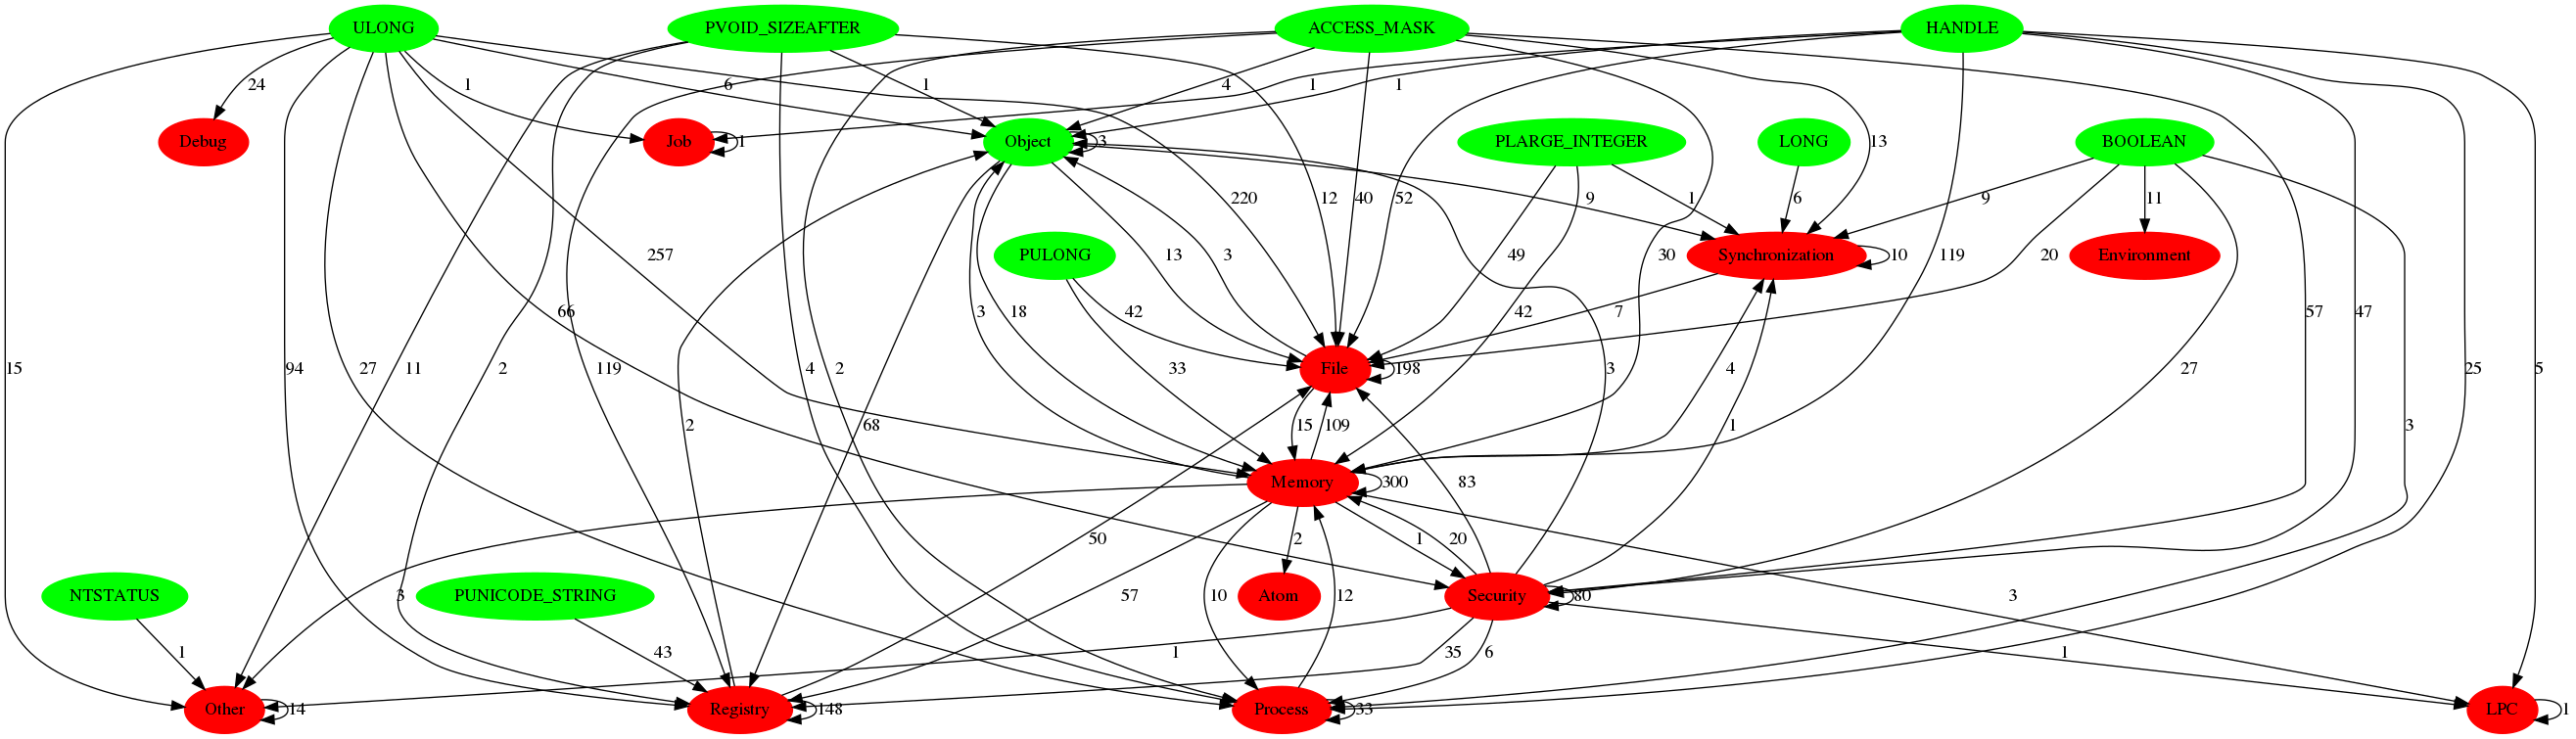 ULONG PVOID_SIZEAFTER ACCESS_MASK HANDLE
24 1 6 1 4 1 1
Debug Job 1 Object 3 PLARGE_INTEGER LONG 13 BOOLEAN
220 12 40 52 9 1 6 9 11
PULONG Synchronization 10 Environment
257 13 3 49 30 119 20
66 3 18 42 42 7 57 47
15 94 27 11 2 119 4 2 33 File 198 3 4 27 25 5
2 68 15 109 1 3
Memory 300 83
50 2 1 20
NTSTATUS 3 PUNICODE_STRING 57 10 Atom 12 Security 80 3
1 43 1 35 6 1
Other 14 Registry 148 Process 33 LPC 1